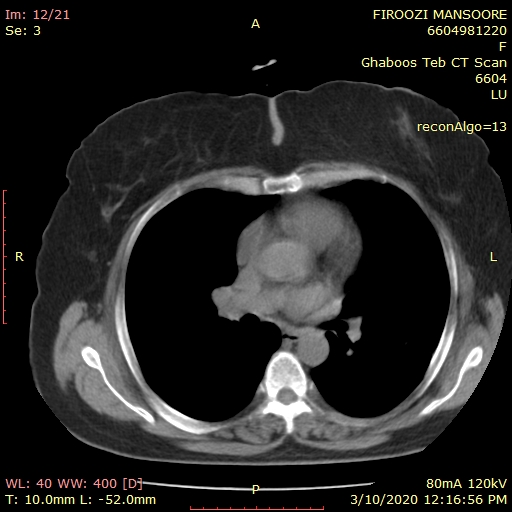 Im: 12/21
Se: 3
A
FIROOZI MANSOORE
6604981220
F
Ghaboos Teb CT Scan
6604
LU
reconAlgo=13
R
L
WL: 40 WW: 400 [D]
T: 10.0mm L: -52.0mm
P
80mA 120kV
3/10/2020 12:16:56 PM